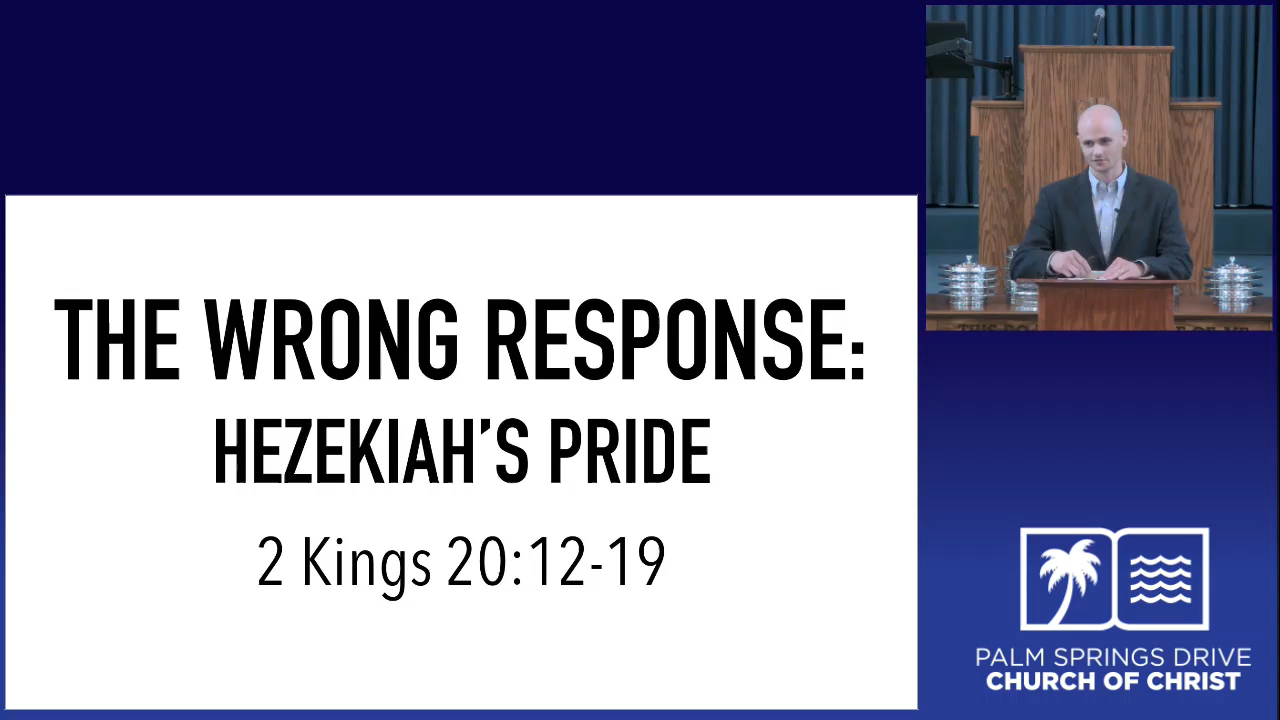 THE WRONG RESPONSE:
HEZEKIAH'S PRIDE
2 Kings 20:12-19
PALM SPRINGS DRIVE
CHURCH OF CHRIST